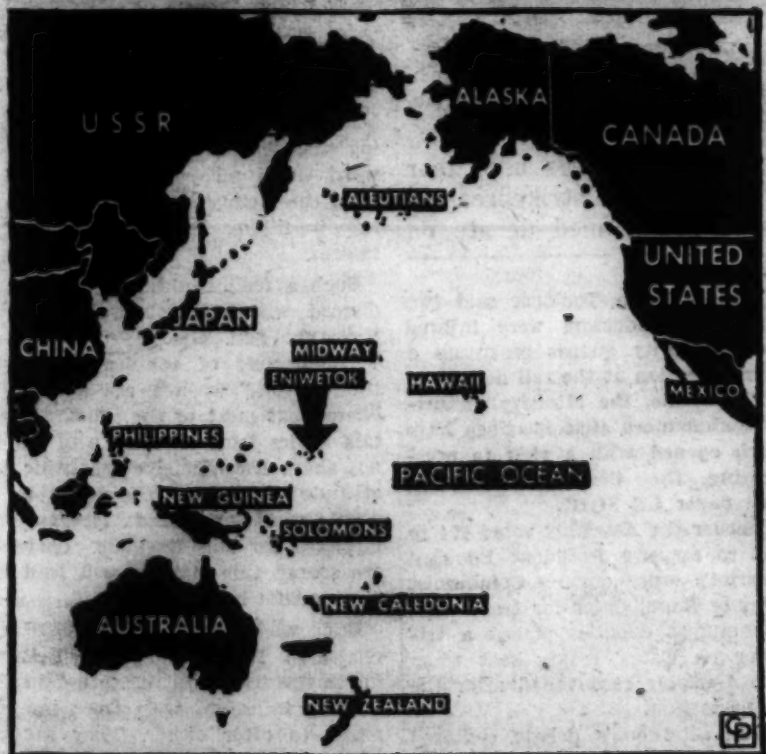 USSR
ALASKA
CANADA
ALEUTIANS
UNITED
STATES
JAPAN
CHINA
MIDWAY
ENIWETOK
HAWAII
MEXICO
PHILIPPINES
PACIFIC OCEAN
NEW GUINEA
SOLOMONS
NEW CALEDONIA
AUSTRALIA
NEW ZEALAND
CP